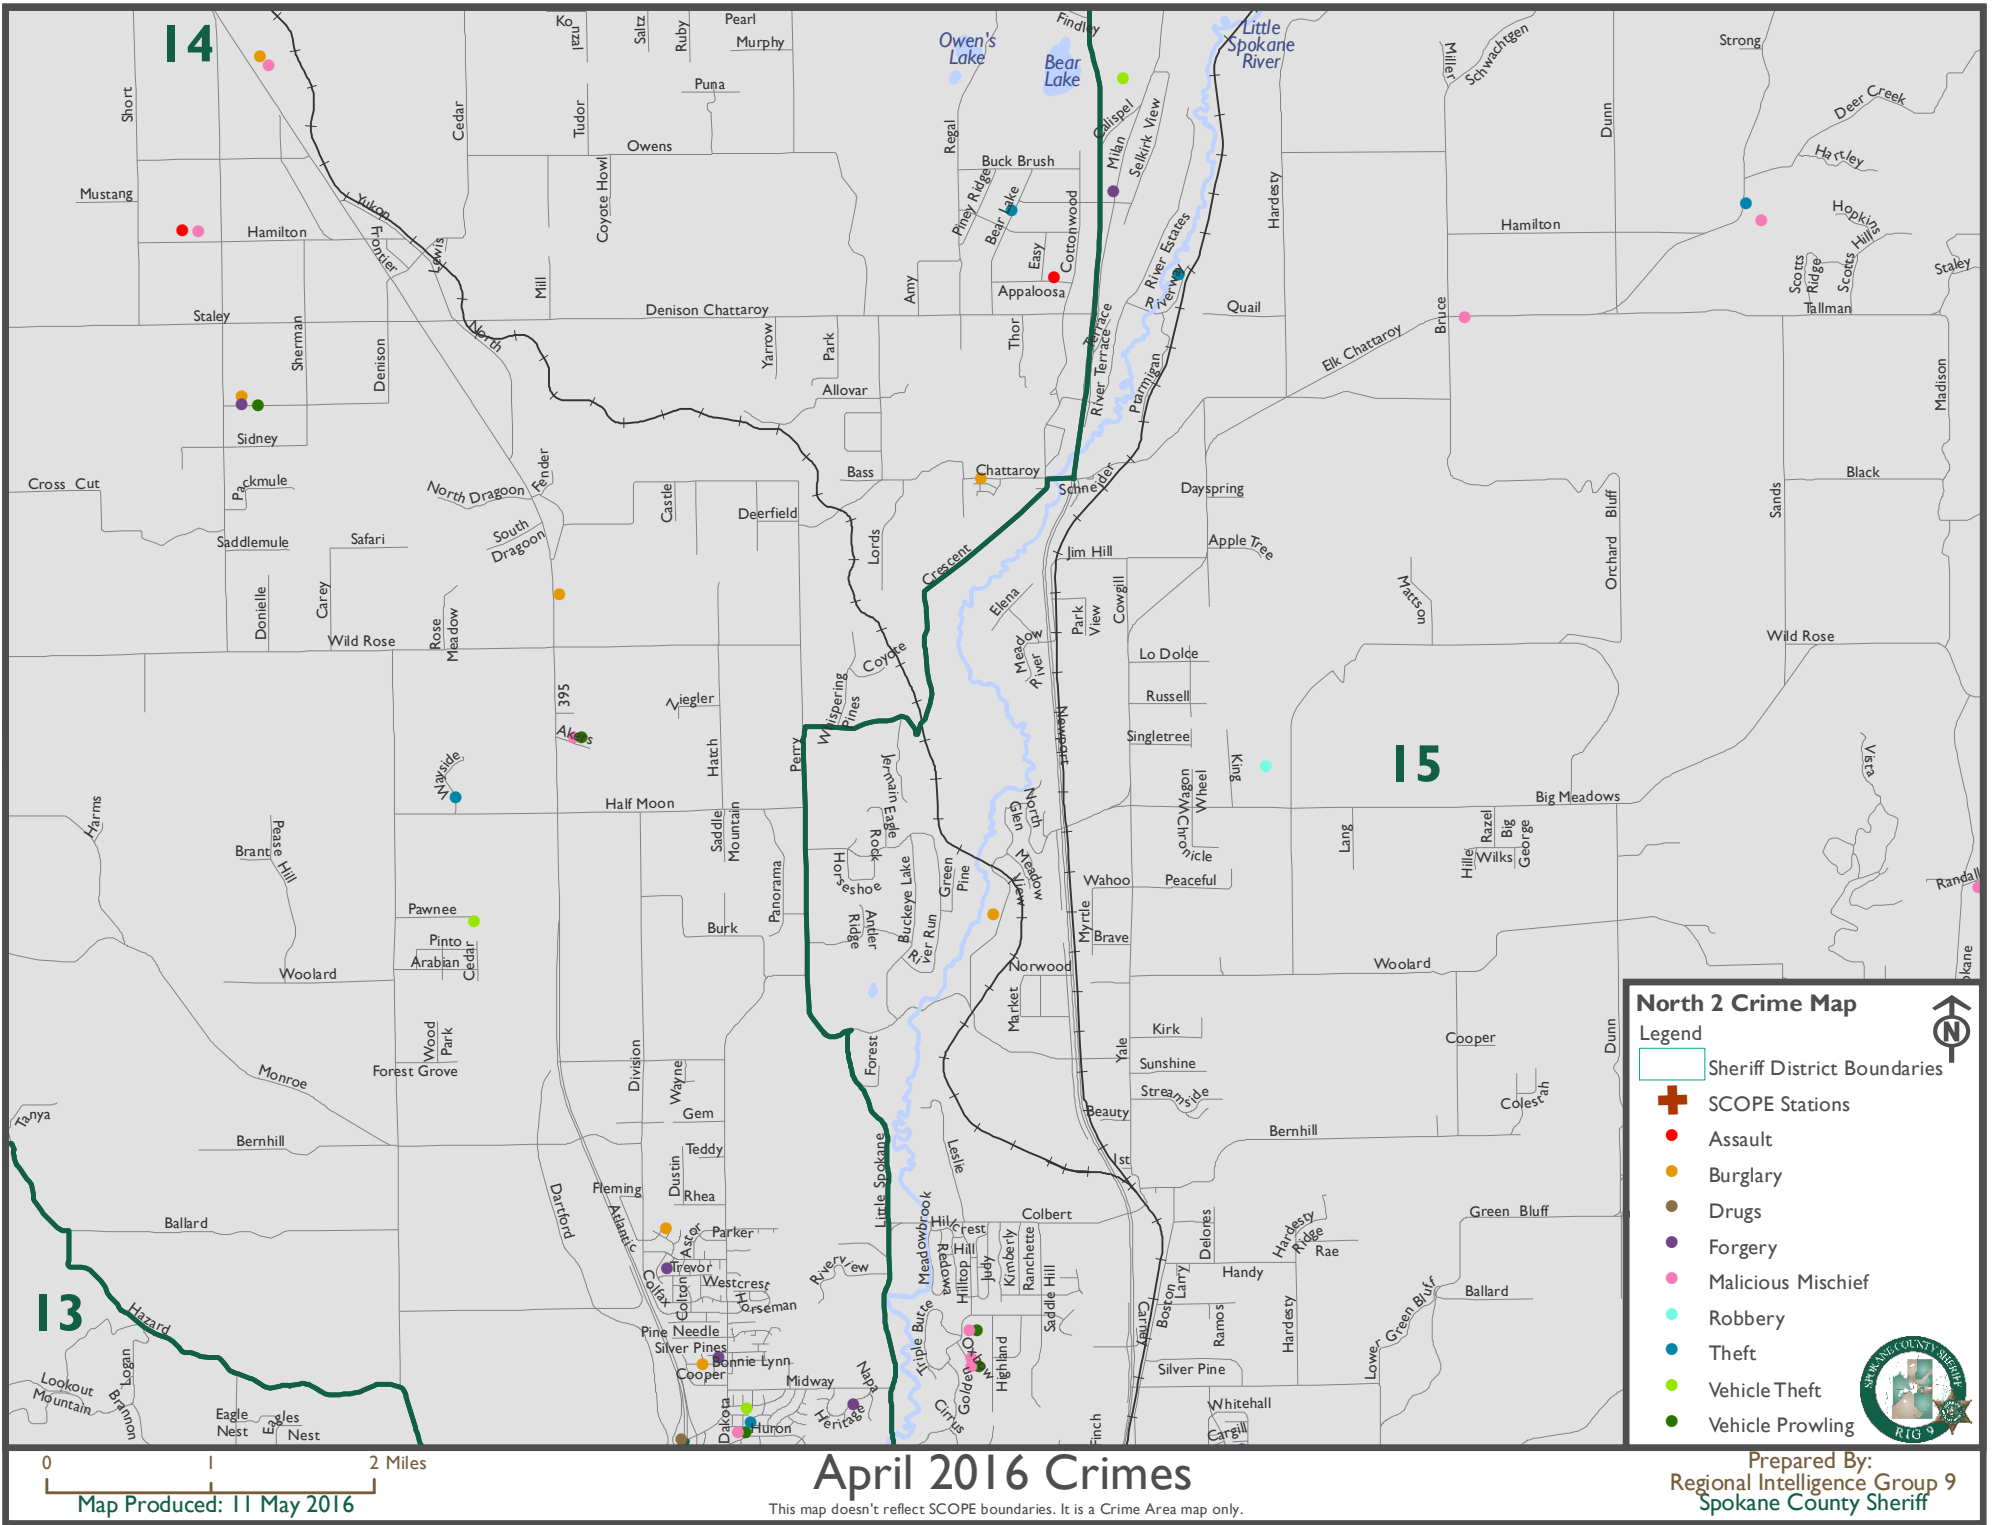 14
Ko
nzal
Saltz
Ruby
Pearl
Murphy
Findley
Owen's
Lake
Bear
Lake
Little
Spokane
River
Miller
Schwachtgen
Strong
Short
Cedar
Tudor
Puna
Regal
Calispel
Milan
Selkirk View
Dunn
Deer Creek
Hartley
Owens
Buck Brush
Mustang
Yukon
Coyote Howl
Piney Ridge
Bear Lake
Cottonwood
Hardesty
Hamilton
Hamilton
Hopkins
Hills
Scotts
Ridge
Scotts
Staley
Frontier
Lewis
Mill
Easy
River Estates
Riverway
Amy
Appaloosa
Tallman
Staley
Denison Chattaroy
Quail
Bruce
Sherman
Denison
North
Yarrow
Park
Thor
Terrace
River Terrace
Ptarmigan
Elk Chattaroy
Madison
Allovar
Sidney
Cross Cut
Packmule
North Dragoon
Fender
Bass
Chattaroy
Schneider
Dayspring
Black
Castle
Deerfield
Sands
Orchard Bluff
Saddlemule
Safari
South
Dragoon
Lords
Crescent
Jim Hill
Apple Tree
Donielle
Carey
Rose
Meadow
Elena
Park
View
Cowgill
Mattson
Wild Rose
Coyote
Meadow
River
Lo Dolce
Wild Rose
395
Ziegler
Whispering
Pines
Russell
Akers
Hatch
Perry
Newport
Singletree
King
15
Vista
Wayside
Jermain
Eagle
Rock
Wagon
Wheel
Harms
Half Moon
Saddle
Mountain
North
Glen
Big Meadows
Pease Hill
Brant
Horseshoe
Meadow
View
Chronicle
Lang
Hille
Razel
Big
George
Wilks
Panorama
Buckeye Lake
Green
Pine
Wahoo
Peaceful
Randall
Pawnee
Burk
Antler
Ridge
River Run
Myrtle
Brave
Pinto
Arabian
Cedar
Woolard
Norwood
Woolard
kane
Market
Wood
Park
Forest Grove
Monroe
Division
Wayne
Forest
Kirk
Yale
Sunshine
Streamside
Cooper
Dunn
Colestah
Tanya
Gem
Beauty
Bernhill
Teddy
Little Spokane
Leslie
1st
Bernhill
Dustin
Rhea
Fleming
Atlantic
Dartford
Ballard
Astor
Parker
Meadowbrook
Hillcrest
Colbert
Delores
Hardesty
Ridge
Rae
Green Bluff
Trevor
Colfax
Colton
Westcrest
Horseman
Riverview
Redowa
Hill
Hilltop
Judy
Kimberly
Ranchette
Saddle Hill
Handy
Larry
Boston
Ballard
13
Hazard
Pine Needle
Silver Pines
Bonnie Lynn
Cooper
Triple Butte
Oxbow
Golden
Highland
Carney
Ramos
Hardesty
Lower Green Bluff
Silver Pine
Lookout
Mountain
Logan
Brannon
Eagle
Nest
Eagles
Nest
Midway
Napa
Heritage
Dakota
Huron
Cirrus
Finch
Whitehall
Cargill
North 2 Crime Map
N
Legend
Sheriff District Boundaries
SCOPE Stations
Assault
Burglary
Drugs
Forgery
Malicious Mischief
Robbery
Theft
Vehicle Theft
Vehicle Prowling
SPOKANE COUNTY SHERIFF
RIG 9
0 1 2 Miles
Map Produced: 11 May 2016
April 2016 Crimes
This map doesn't reflect SCOPE boundaries. It is a Crime Area map only.
Prepared By:
Regional Intelligence Group 9
Spokane County Sheriff